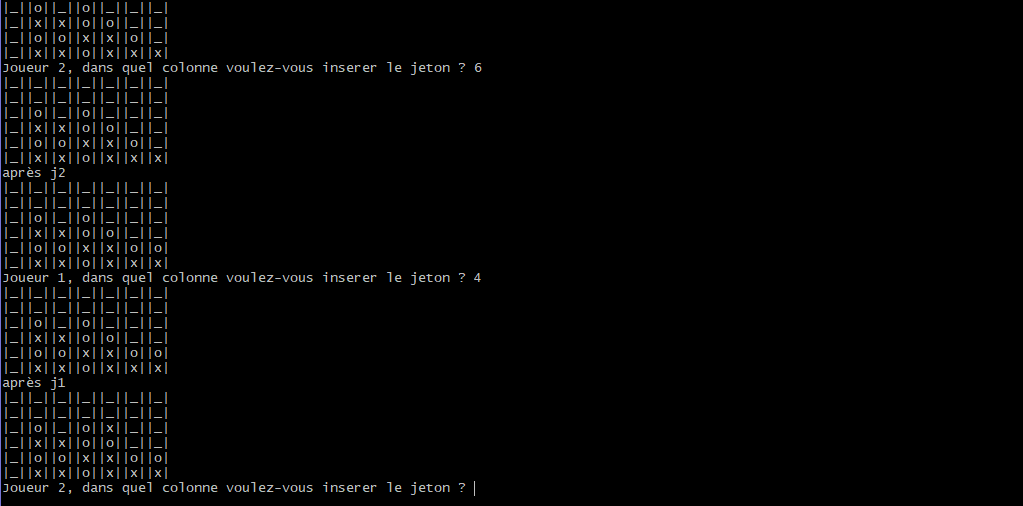 |_||o||_||o||_||_||_|
|_||x||x||o||o||_||_|
|_||o||o||x||x||o||_|
|_||x||x||o||x||x||x|
Joueur 2, dans quel colonne voulez-vous inserer le jeton ? 6
|_||_||_||_||_||_||_|
|_||_||_||_||_||_||_|
|_||o||_||o||_||_||_|
|_||x||x||o||o||_||_|
|_||o||o||x||x||o||_|
|_||x||x||o||x||x||x|
après j2
|_||_||_||_||_||_||_|
|_||_||_||_||_||_||_|
|_||o||_||o||_||_||_|
|_||x||x||o||o||_||_|
|_||o||o||x||x||o||o|
|_||x||x||o||x||x||x|
Joueur 1, dans quel colonne voulez-vous inserer le jeton ? 4
|_||_||_||_||_||_||_|
|_||_||_||_||_||_||_|
|_||o||_||o||_||_||_|
|_||x||x||o||o||_||_|
|_||o||o||x||x||o||o|
|_||x||x||o||x||x||x|
après j1
|_||_||_||_||_||_||_|
|_||_||_||_||_||_||_|
|_||o||_||o||x||_||_|
|_||x||x||o||o||_||_|
|_||o||o||x||x||o||o|
|_||x||x||o||x||x||x|
Joueur 2, dans quel colonne voulez-vous inserer le jeton ?